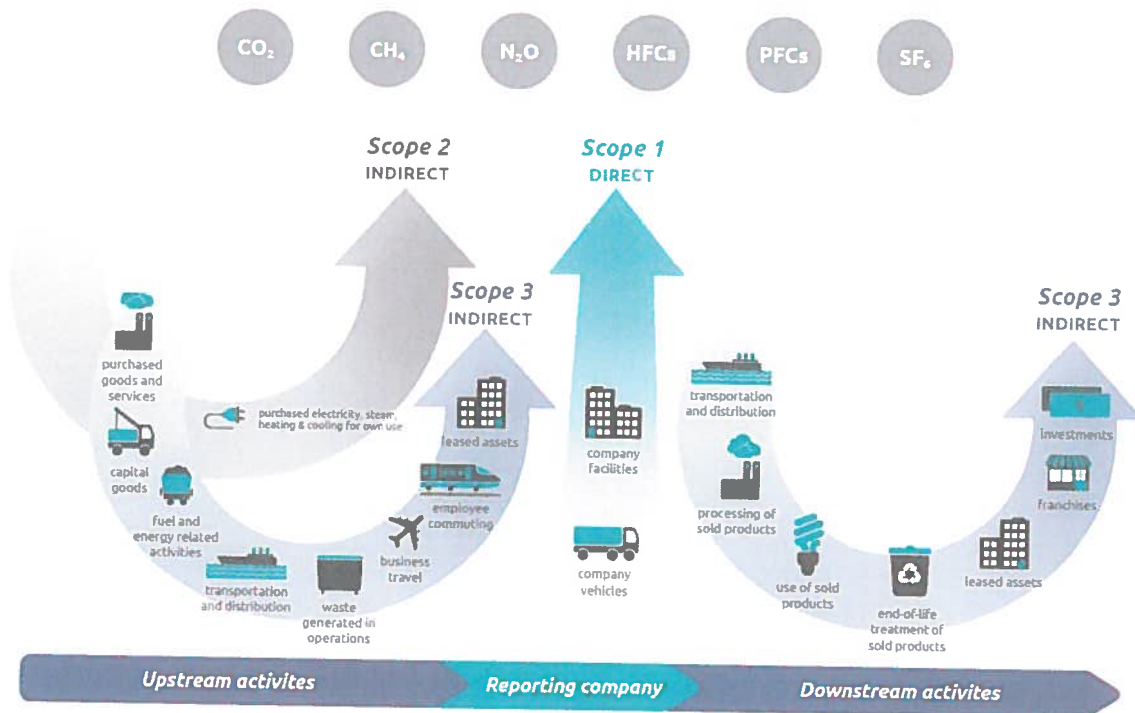 CO₂
CH₄
N₂O
HFCs
PFCs
SF₆
Scope 2
INDIRECT
Scope 1
DIRECT
Scope 3
INDIRECT
Scope 3
INDIRECT
purchased
goods and
services
capital
goods
fuel and
energy related
activities
purchased electricity, steam,
heating & cooling for own use
transportation
and distribution
waste
generated in
operations
business
travel
employee
commuting
leased assets
company
facilities
company
vehicles
transportation
and distribution
processing of
sold products
use of sold
products
end-of-life
treatment of
sold products
leased assets
franchises
investments
Upstream activites
Reporting company
Downstream activites